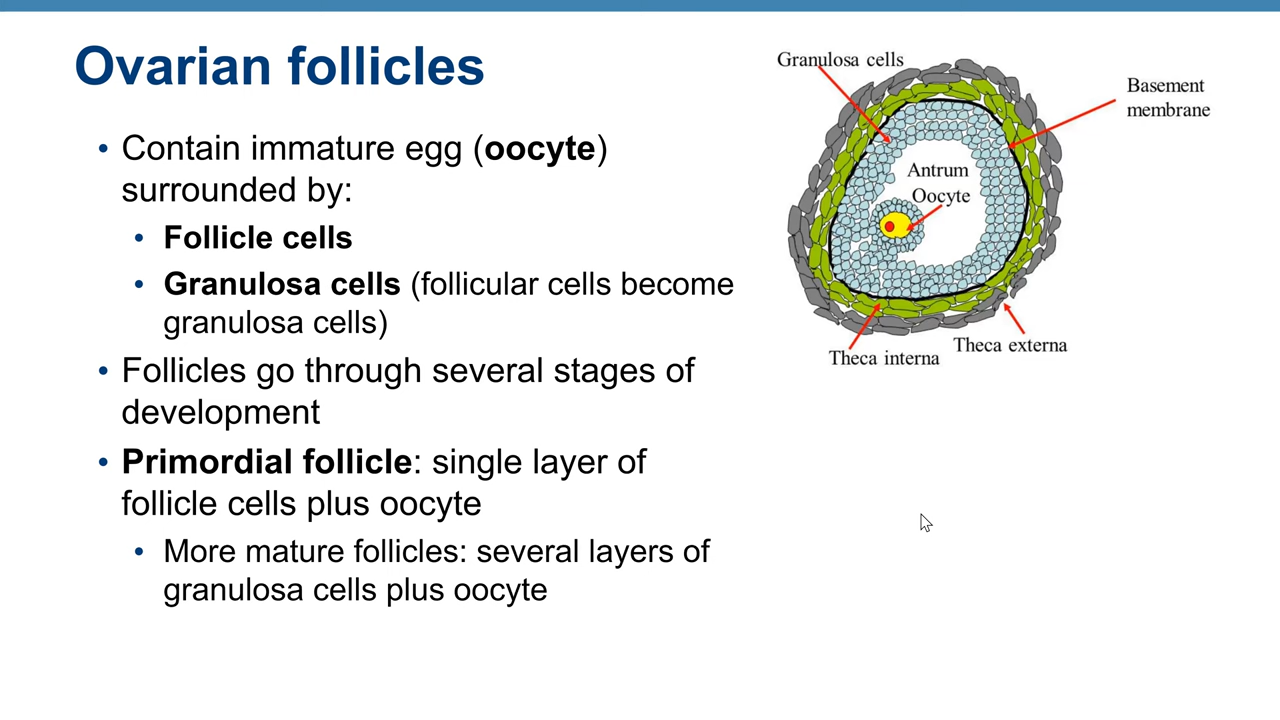 Ovarian follicles
• Contain immature egg (oocyte)
surrounded by:
• Follicle cells
• Granulosa cells (follicular cells become
granulosa cells)
• Follicles go through several stages of
development
• Primordial follicle: single layer of
follicle cells plus oocyte
• More mature follicles: several layers of
granulosa cells plus oocyte
Granulosa cells
Basement
membrane
Antrum
Oocyte
Theca interna
Theca externa